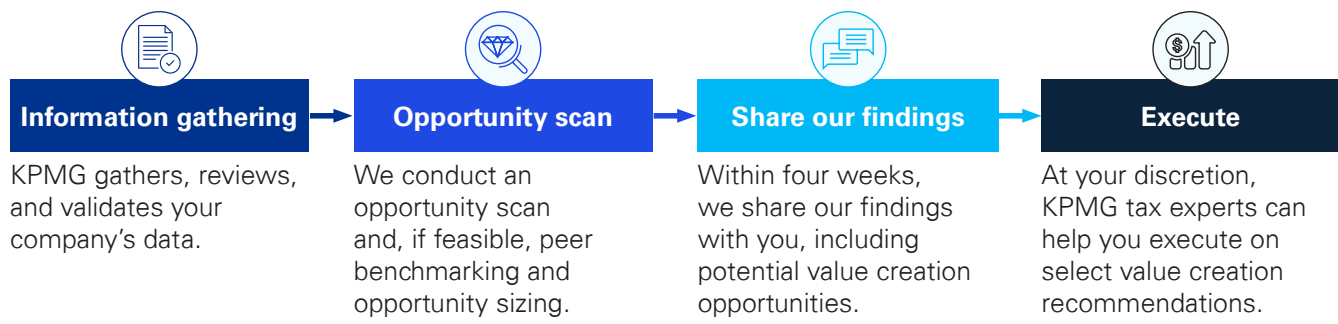 Information gathering
KPMG gathers, reviews,
and validates your
company’s data.
Opportunity scan
We conduct an
opportunity scan
and, if feasible, peer
benchmarking and
opportunity sizing.
Share our findings
Within four weeks,
we share our findings
with you, including
potential value creation
opportunities.
$
Execute
At your discretion,
KPMG tax experts can
help you execute on
select value creation
recommendations.